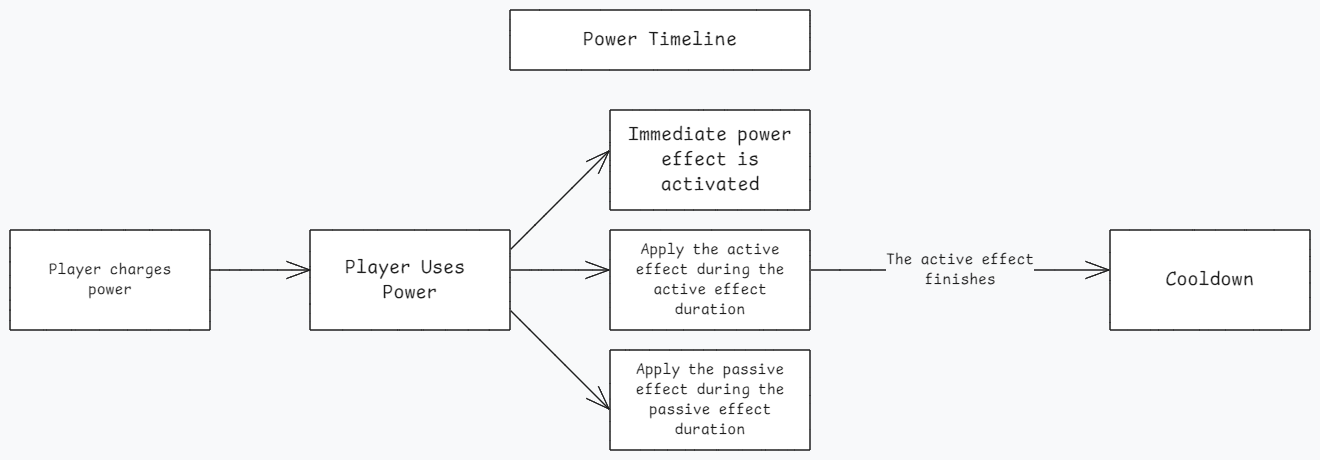 Power Timeline
Immediate power
effect is
activated
Player charges
power
Player Uses
Power
Apply the active
effect during the
active effect
duration
The active effect
finishes
Cooldown
Apply the passive
effect during the
passive effect
duration